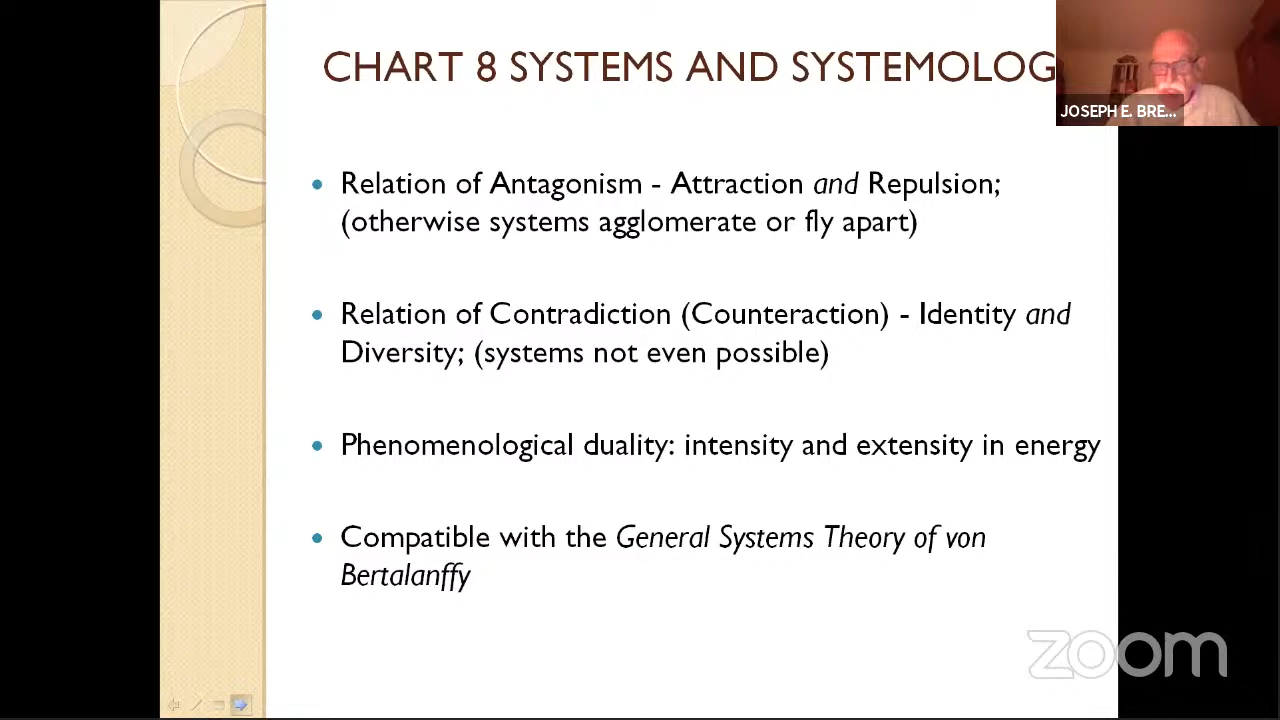 CHART 8 SYSTEMS AND SYSTEMOLOG
JOSEPH E. BRE...
• Relation of Antagonism - Attraction and Repulsion;
(otherwise systems agglomerate or fly apart)
• Relation of Contradiction (Counteraction) - Identity and
Diversity; (systems not even possible)
• Phenomenological duality: intensity and extensity in energy
• Compatible with the General Systems Theory of von
Bertalanffy
zoom